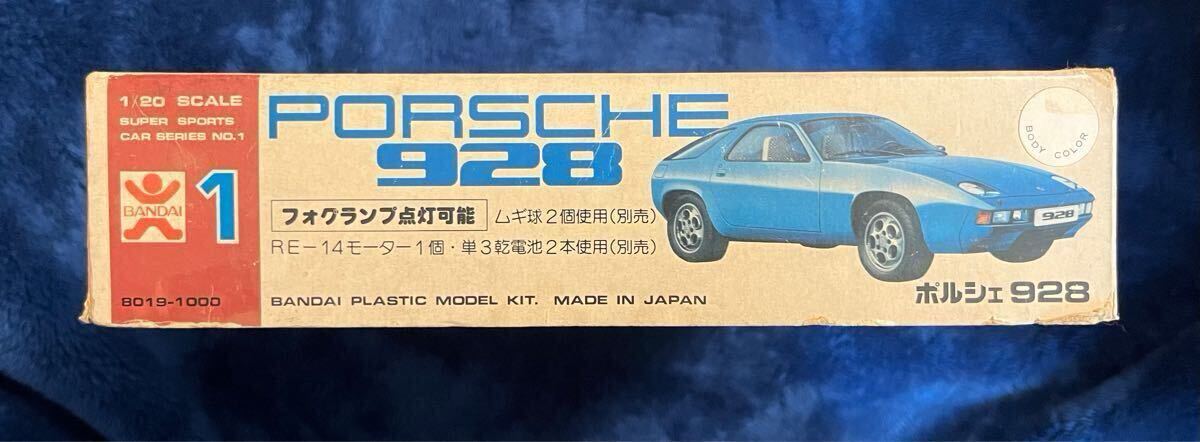 1/20 SCALE
SUPER SPORTS
CAR SERIES NO.1
BANDAI
1
8019-1000
PORSCHE
928
フォグランプ点灯可能 ムギ球2個使用(別売)
RE-14モーター1個・単3乾電池2本使用(別売)
BANDAI PLASTIC MODEL KIT. MADE IN JAPAN
928
BODY COLOR
ポルシェ 928